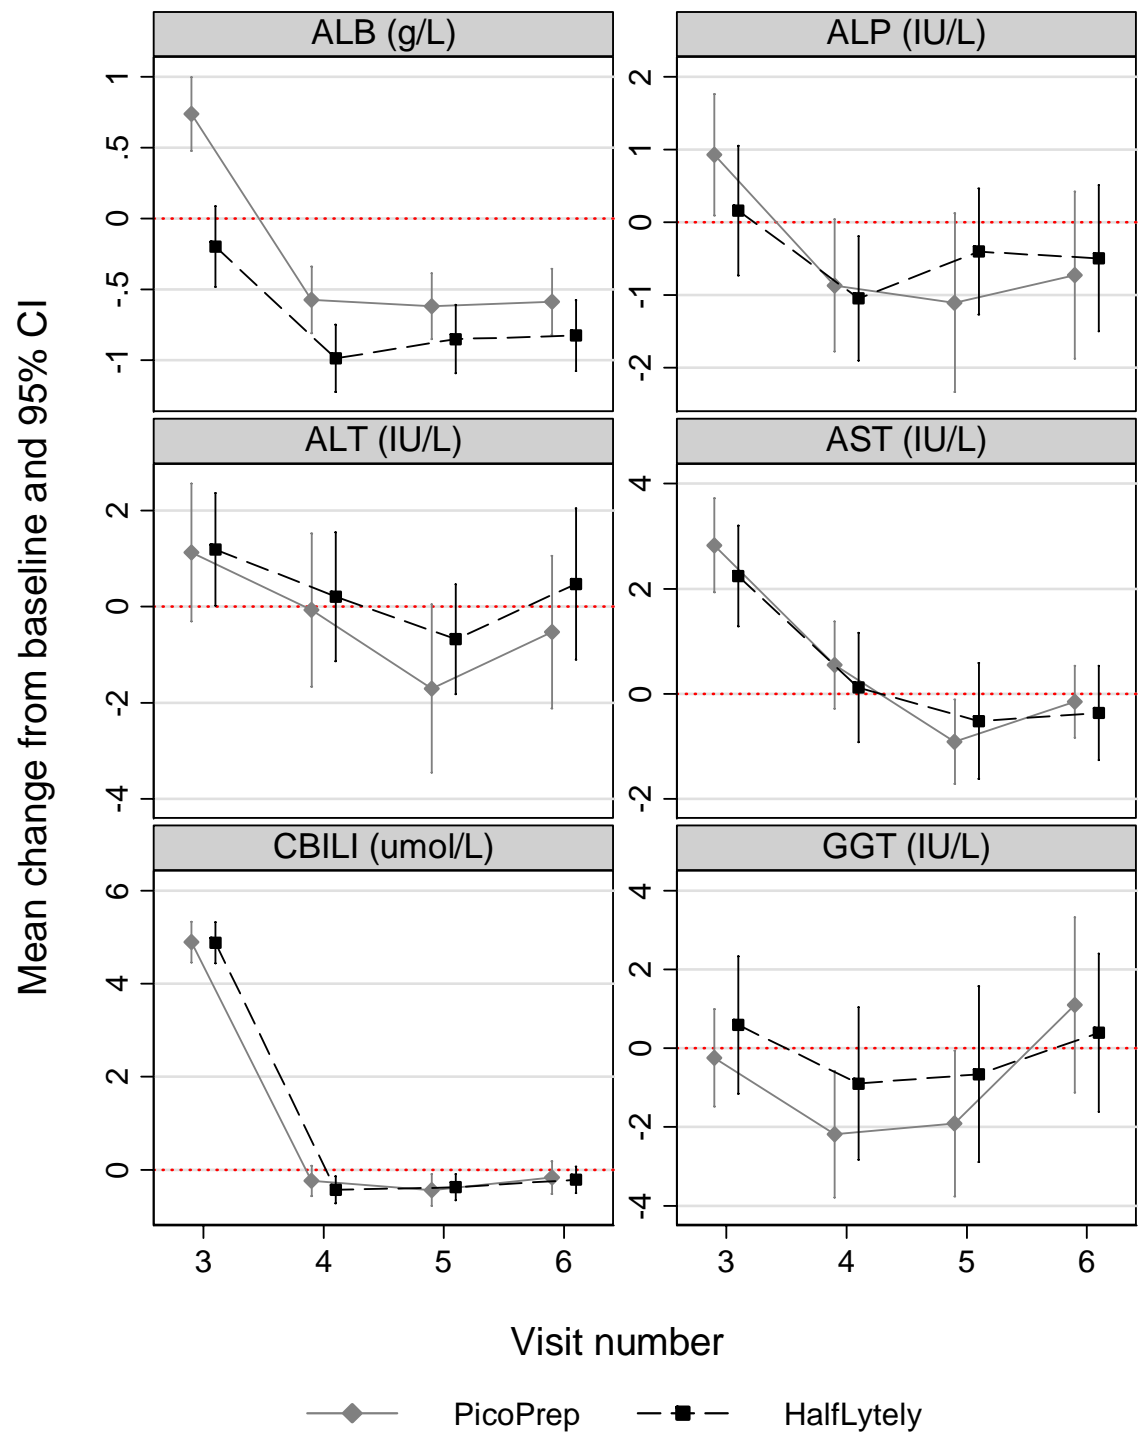 Mean change from baseline and 95% CI
ALB (g/L)
1
.5
0
-.5
-1
ALP (IU/L)
2
1
0
-1
-2
ALT (IU/L)
2
0
-2
-4
AST (IU/L)
4
2
0
-2
CBILI (umol/L)
6
4
2
0
GGT (IU/L)
4
2
0
-2
-4
3 4 5 6
3 4 5 6
Visit number
PicoPrep HalfLytely